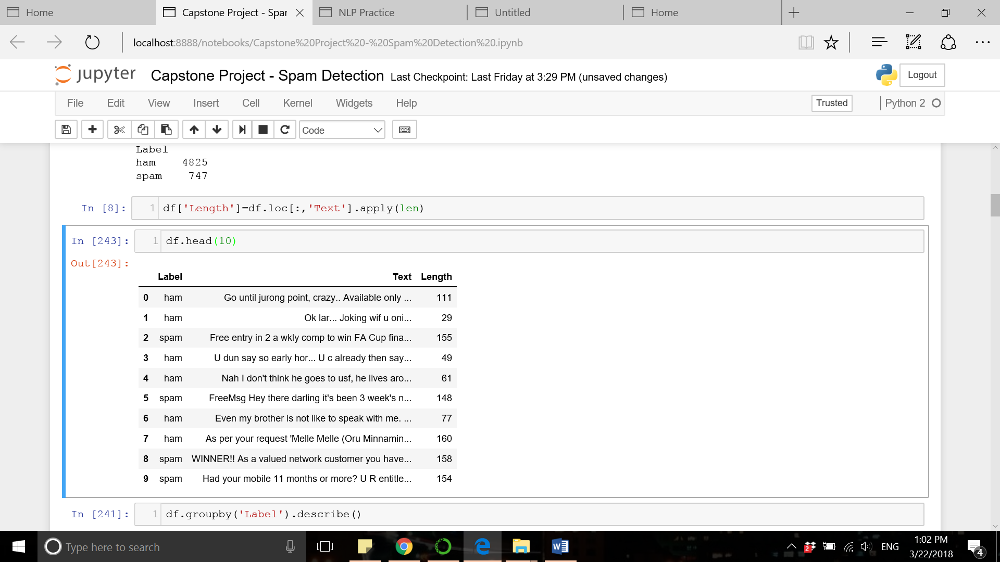 Home
Capstone Project - Spar
NLP Practice
Untitled
Home
localhost:8888/notebooks/Capstone%20Project%20-%20Spam%20Detection%20.ipynb
jupyter Capstone Project - Spam Detection Last Checkpoint: Last Friday at 3:29 PM (unsaved changes)
Logout
File Edit View Insert Cell Kernel Widgets Help
Trusted
Python 2
Code
Label
ham 4825
spam 747
In [8]: 1 df['Length']=df.loc[:,'Text'].apply(len)
In [243]: 1 df.head(10)
Out[243]:
Label Text Length
0 ham Go until jurong point, crazy.. Available only ... 111
1 ham Ok lar... Joking wif u oni... 29
2 spam Free entry in 2 a wkly comp to win FA Cup fina... 155
3 ham U dun say so early hor... U c already then say... 49
4 ham Nah I don't think he goes to usf, he lives aro... 61
5 spam FreeMsg Hey there darling it's been 3 week's n... 148
6 ham Even my brother is not like to speak with me. ... 77
7 ham As per your request 'Melle Melle (Oru Minnamin... 160
8 spam WINNER!! As a valued network customer you have... 158
9 spam Had your mobile 11 months or more? U R entitle... 154
In [241]: 1 df.groupby('Label').describe()
Type here to search
2
ENG
1:02 PM
3/22/2018
4